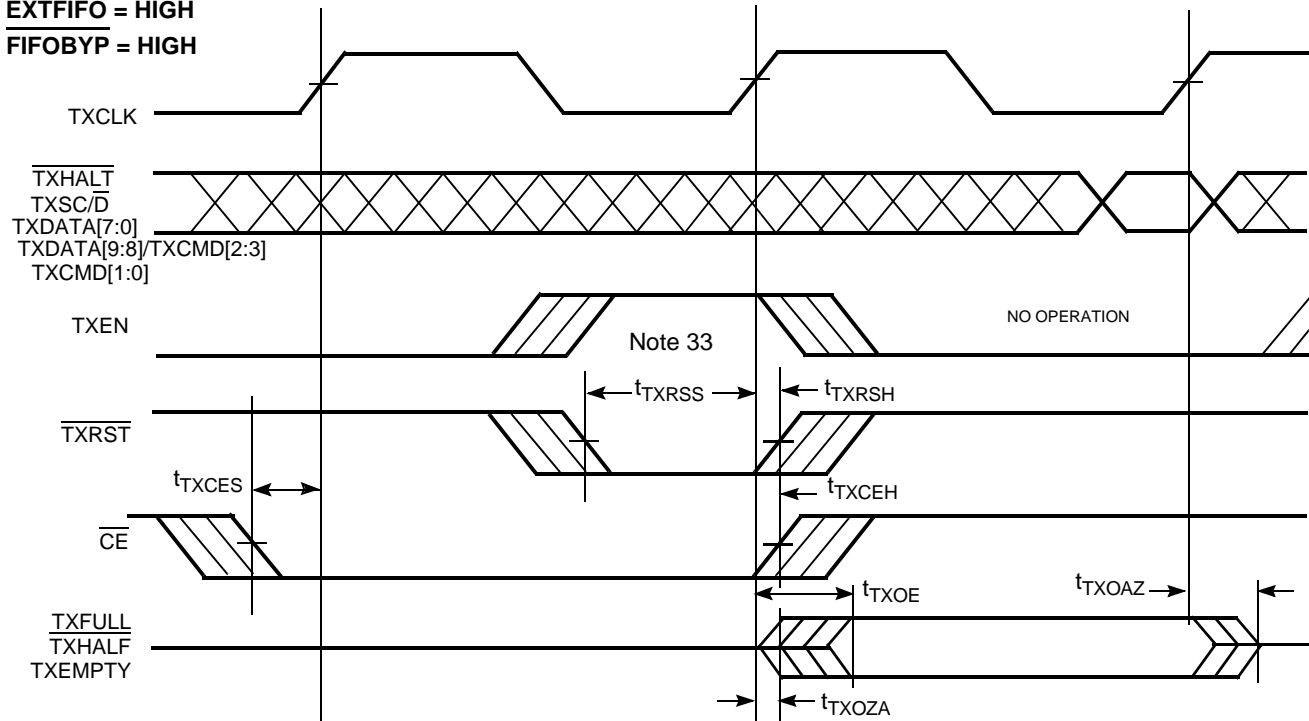 EXTFIFO = HIGH
FIFOBYP = HIGH
TXCLK
TXHALT
TXSC/D
TXDATA[7:0]
TXDATA[9:8]/TXCMD[2:3]
TXCMD[1:0]
TXEN
NO OPERATION
Note 33
tTXRSS
tTXRSH
TXRST
tTXCES
tTXCEH
CE
tTXOE
tTXOAZ
TXFULL
TXHALF
TXEMPTY
tTXOZA